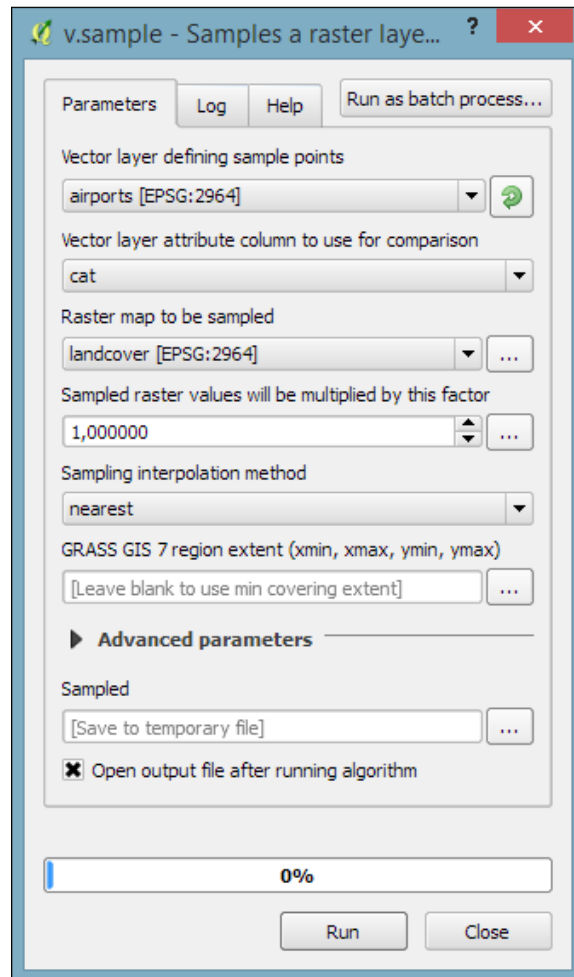 v.sample - Samples a raster laye... ?
Parameters Log Help Run as batch process...
Vector layer defining sample points
airports [EPSG:2964]
Vector layer attribute column to use for comparison
cat
Raster map to be sampled
landcover [EPSG:2964]
...
Sampled raster values will be multiplied by this factor
1,000000
...
Sampling interpolation method
nearest
GRASS GIS 7 region extent (xmin, xmax, ymin, ymax)
[Leave blank to use min covering extent]
...
Advanced parameters
Sampled
[Save to temporary file]
...
Open output file after running algorithm
0%
Run Close